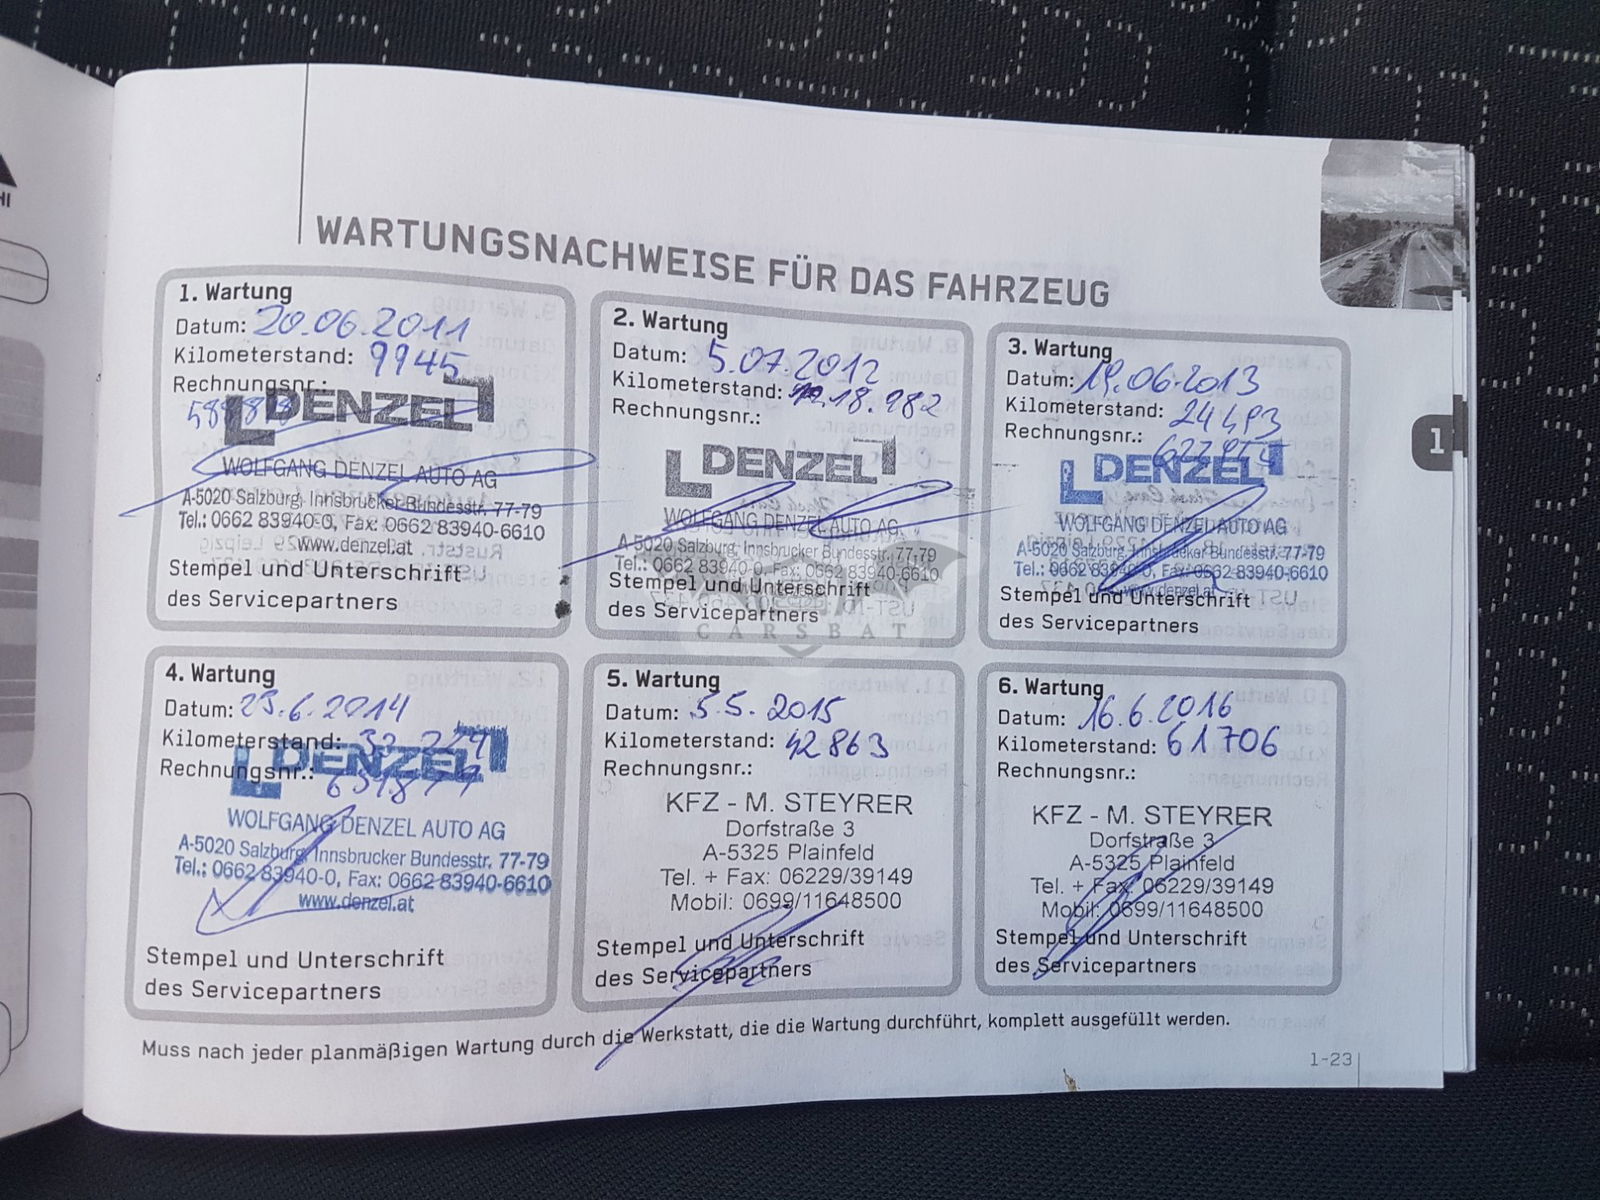 HI
WARTUNGSNACHWEISE FÜR DAS FAHRZEUG
1
1. Wartung
Datum: 20.06.2011
Kilometerstand: 9945
Rechnungsnr.:
DENZEL
WOLFGANG DENZEL AUTO AG
A-5020 Salzburg, Innsbrucker Bundesstr. 77-79
Tel.: 0662 83940-0, Fax: 0662 83940-6610
www.denzel.at
Stempel und Unterschrift
des Servicepartners
2. Wartung
Datum: 5.07.2012
Kilometerstand: 18.982
Rechnungsnr.:
DENZEL
WOLFGANG DENZEL AUTO AG
A-5020 Salzburg, Innsbrucker Bundesstr. 77-79
Tel.: 0662 83940-0, Fax: 0662 83940-6610
Stempel und Unterschrift
des Servicepartners
CARSBAT
3. Wartung
Datum: 19.06.2013
Kilometerstand:
Rechnungsnr.:
DENZEL
WOLFGANG DENZEL AUTO AG
A-5020 Salzburg, Innsbrucker Bundesstr. 77-79
Tel.: 0662 83940-0, Fax: 0662 83940-6610
www.denzel.at
Stempel und Unterschrift
des Servicepartners
4. Wartung
Datum: 23.6.2014
Kilometerstand:
Rechnungsnr.:
DENZEL
WOLFGANG DENZEL AUTO AG
A-5020 Salzburg, Innsbrucker Bundesstr. 77-79
Tel.: 0662 83940-0, Fax: 0662 83940-6610
www.denzel.at
Stempel und Unterschrift
des Servicepartners
5. Wartung
Datum: 5.5.2015
Kilometerstand: 42863
Rechnungsnr.:
KFZ - M. STEYRER
Dorfstraße 3
A-5325 Plainfeld
Tel. + Fax: 06229/39149
Mobil: 0699/11648500
Stempel und Unterschrift
des Servicepartners
6. Wartung
Datum: 16.6.2016
Kilometerstand: 61706
Rechnungsnr.:
KFZ - M. STEYRER
Dorfstraße 3
A-5325 Plainfeld
Tel. + Fax: 06229/39149
Mobil: 0699/11648500
Stempel und Unterschrift
des Servicepartners
Muss nach jeder planmäßigen Wartung durch die Werkstatt, die die Wartung durchführt, komplett ausgefüllt werden.
1-23